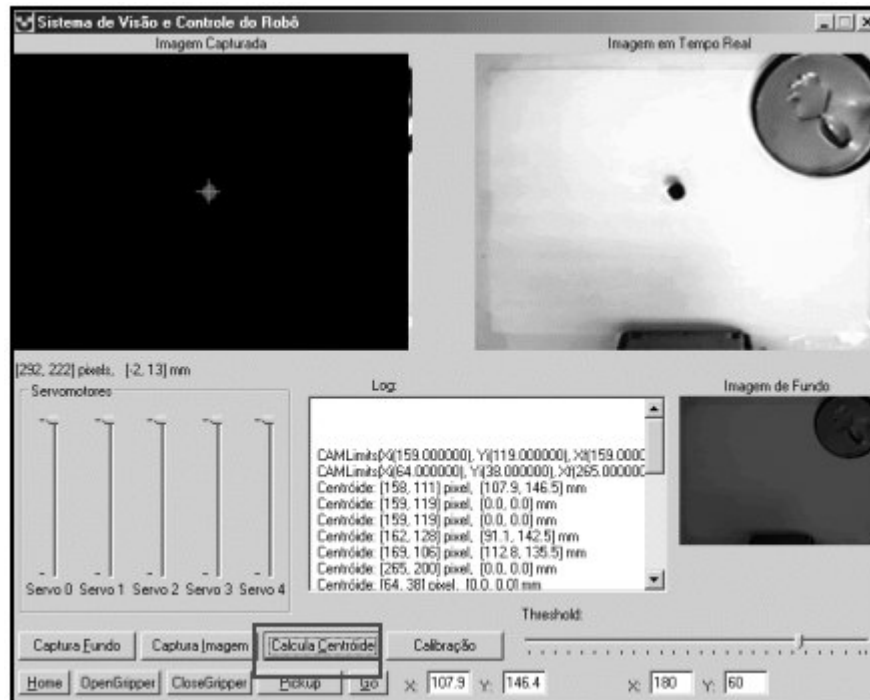 Sistema de Visão e Controle do Robô
Imagem Capturada
Imagem em Tempo Real
[292, 222] pixels, [-2, 13] mm
Servomotores
Servo 0 Servo 1 Servo 2 Servo 3 Servo 4
Log:
CAMLimits(Xi(159.000000), Yi(119.000000), Xf(159.0000
CAMLimits(Xi(64.000000), Yi(38.000000), Xf(265.000000
Centróide: [158, 111] pixel, [107.9, 146.5] mm
Centróide: [159, 119] pixel, [0.0, 0.0] mm
Centróide: [159, 119] pixel, [0.0, 0.0] mm
Centróide: [162, 128] pixel, [91.1, 142.5] mm
Centróide: [169, 106] pixel, [112.8, 135.5] mm
Centróide: [265, 200] pixel, [0.0, 0.0] mm
Centróide: [64, 38] pixel, [0.0, 0.0] mm
Imagem de Fundo
Threshold:
Captura Fundo Captura Imagem Calcula Centróide Calibração
Home OpenGripper CloseGripper Pickup Go X: 107.9 Y: 146.4 X: 180 Y: 60